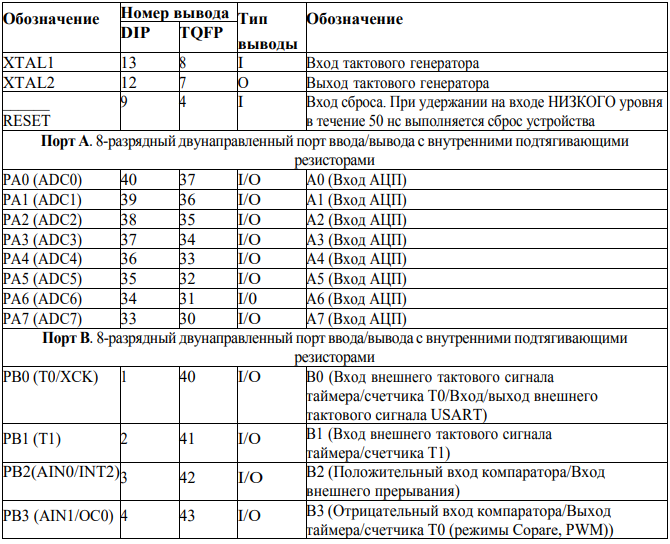 Обозначение Номер вывода Тип выводы Обозначение
DIP TQFP
XTAL1 13 8 I Вход тактового генератора
XTAL2 12 7 O Выход тактового генератора
______ 9 4 I Вход сброса. При удержании на входе НИЗКОГО уровня
RESET в течение 50 нс выполняется сброс устройства
Порт А. 8-разрядный двунаправленный порт ввода/вывода с внутренними подтягивающими
резисторами
PA0 (ADC0) 40 37 I/O A0 (Вход АЦП)
PA1 (ADC1) 39 36 I/O A1 (Вход АЦП)
PA2 (ADC2) 38 35 I/O A2 (Вход АЦП)
PA3 (ADC3) 37 34 I/O A3 (Вход АЦП)
PA4 (ADC4) 36 33 I/O A4 (Вход АЦП)
PA5 (ADC5) 35 32 I/O A5 (Вход АЦП)
PA6 (ADC6) 34 31 I/0 A6 (Вход АЦП)
PA7 (ADC7) 33 30 I/O A7 (Вход АЦП)
Порт В. 8-разрядный двунаправленный порт ввода/вывода с внутренними подтягивающими
резисторами
PB0 (T0/XCK) 1 40 I/O B0 (Вход внешнего тактового сигнала
таймера/счетчика T0/Вход/выход внешнего
тактового сигнала USART)
PB1 (T1) 2 41 I/O B1 (Вход внешнего тактового сигнала
таймера/счетчика T1)
PB2(AIN0/INT2) 3 42 I/O B2 (Положительный вход компаратора/Вход
внешнего прерывания)
PB3 (AIN1/OC0) 4 43 I/O B3 (Отрицательный вход компаратора/Выход
таймера/счетчика T0 (режимы Copare, PWM))